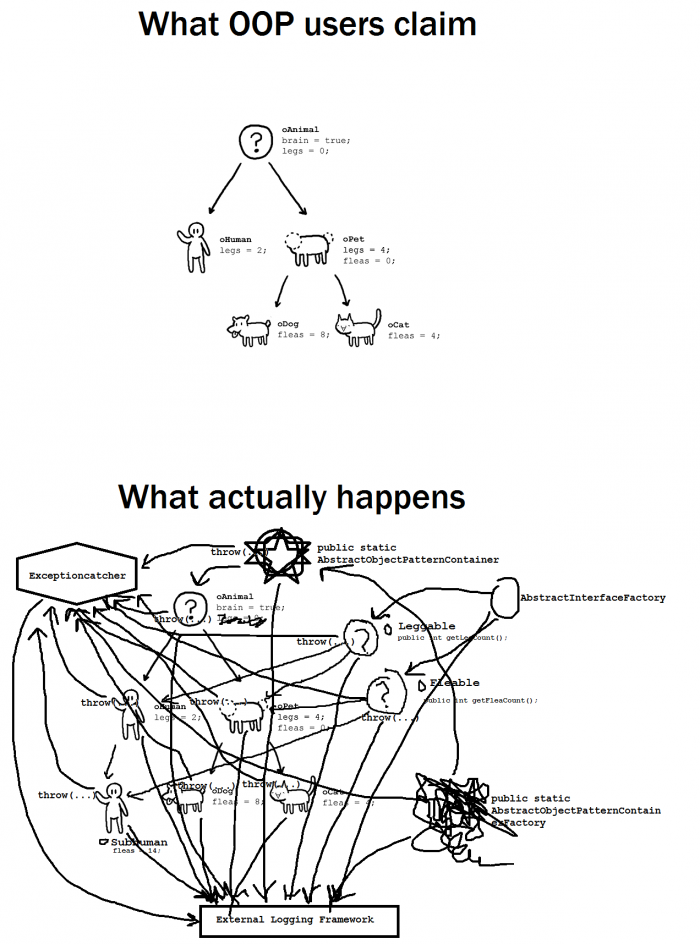 What OOP users claim
oAnimal
brain = true;
legs = 0;
oHuman
legs = 2;
oPet
legs = 4;
fleas = 0;
oDog
fleas = 8;
oCat
fleas = 4;
What actually happens
Exceptioncatcher
throw(...)
public static
AbstractObjectPatternContainer
oAnimal
brain = true;
throw(...)
AbstractInterfaceFactory
Leggable
public int getLegCount();
throw(...)
Fleable
public int getFleaCount();
throw(...)
throw(...)
oHuman
legs = 2;
throw(...)
oPet
legs = 4;
fleas = 0;
throw(...)
oDog
fleas = 8;
throw(...)
oCat
fleas = 4;
throw(...)
Subhuman
fleas = 14;
public static
AbstractObjectPatternContain
erFactory
External Logging Framework